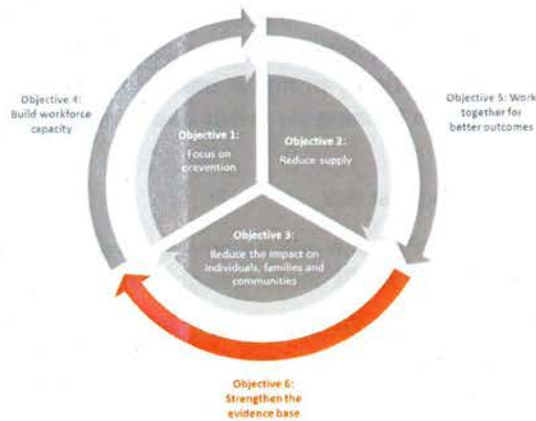 Objective 4:
Build workforce
capacity
Objective 1:
Focus on
prevention
Objective 2:
Reduce supply
Objective 5: Work
together for
better outcomes
Objective 3:
Reduce the impact on
individuals, families and
communities
Objective 6:
Strengthen the
evidence base